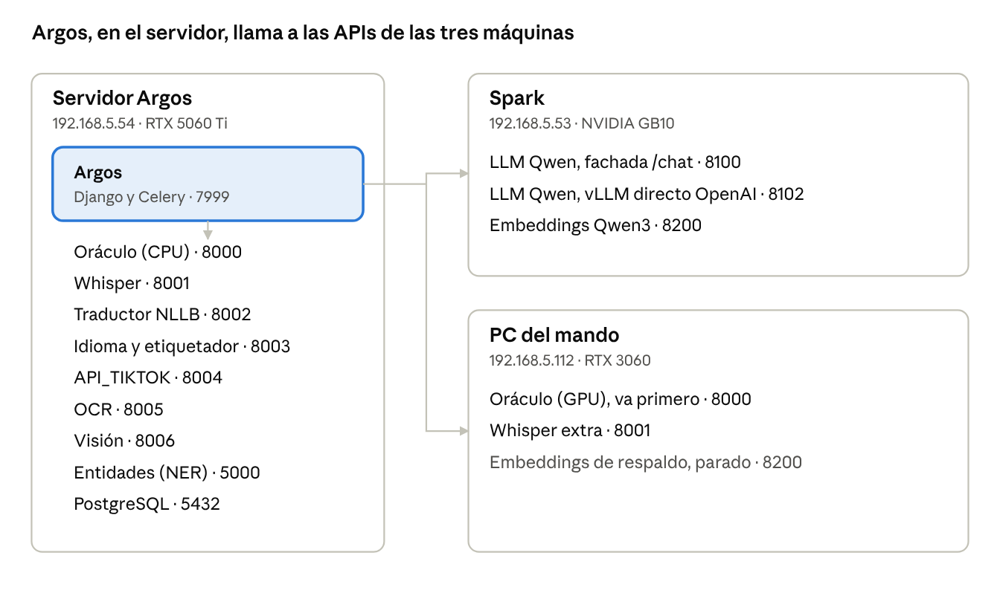 Argos, en el servidor, llama a las APIs de las tres máquinas
Servidor Argos
192.168.5.54 · RTX 5060 Ti
Argos
Django y Celery · 7999
Oráculo (CPU) · 8000
Whisper · 8001
Traductor NLLB · 8002
Idioma y etiquetador · 8003
API_TIKTOK · 8004
OCR · 8005
Visión · 8006
Entidades (NER) · 5000
PostgreSQL · 5432
Spark
192.168.5.53 · NVIDIA GB10
LLM Qwen, fachada /chat · 8100
LLM Qwen, vLLM directo OpenAI · 8102
Embeddings Qwen3 · 8200
PC del mando
192.168.5.112 · RTX 3060
Oráculo (GPU), va primero · 8000
Whisper extra · 8001
Embeddings de respaldo, parado · 8200